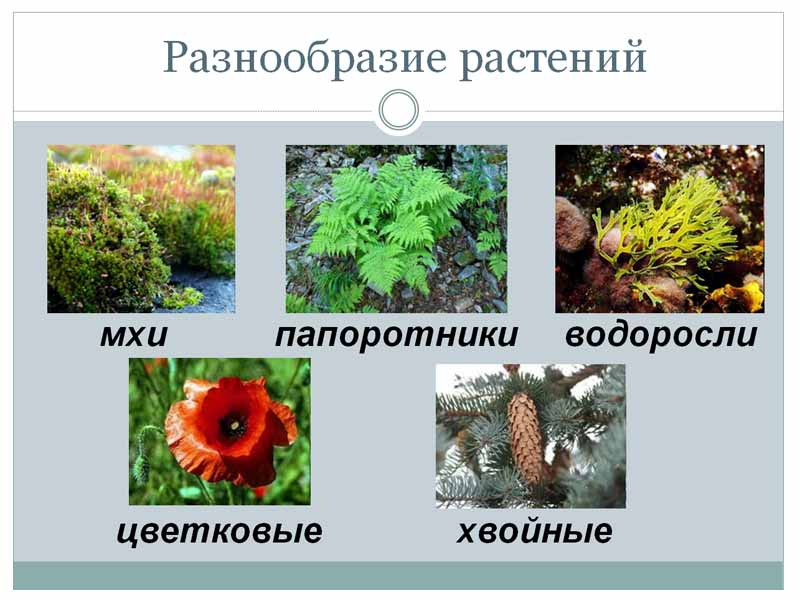 Разнообразие растений
мхи папоротники водоросли
цветковые хвойные